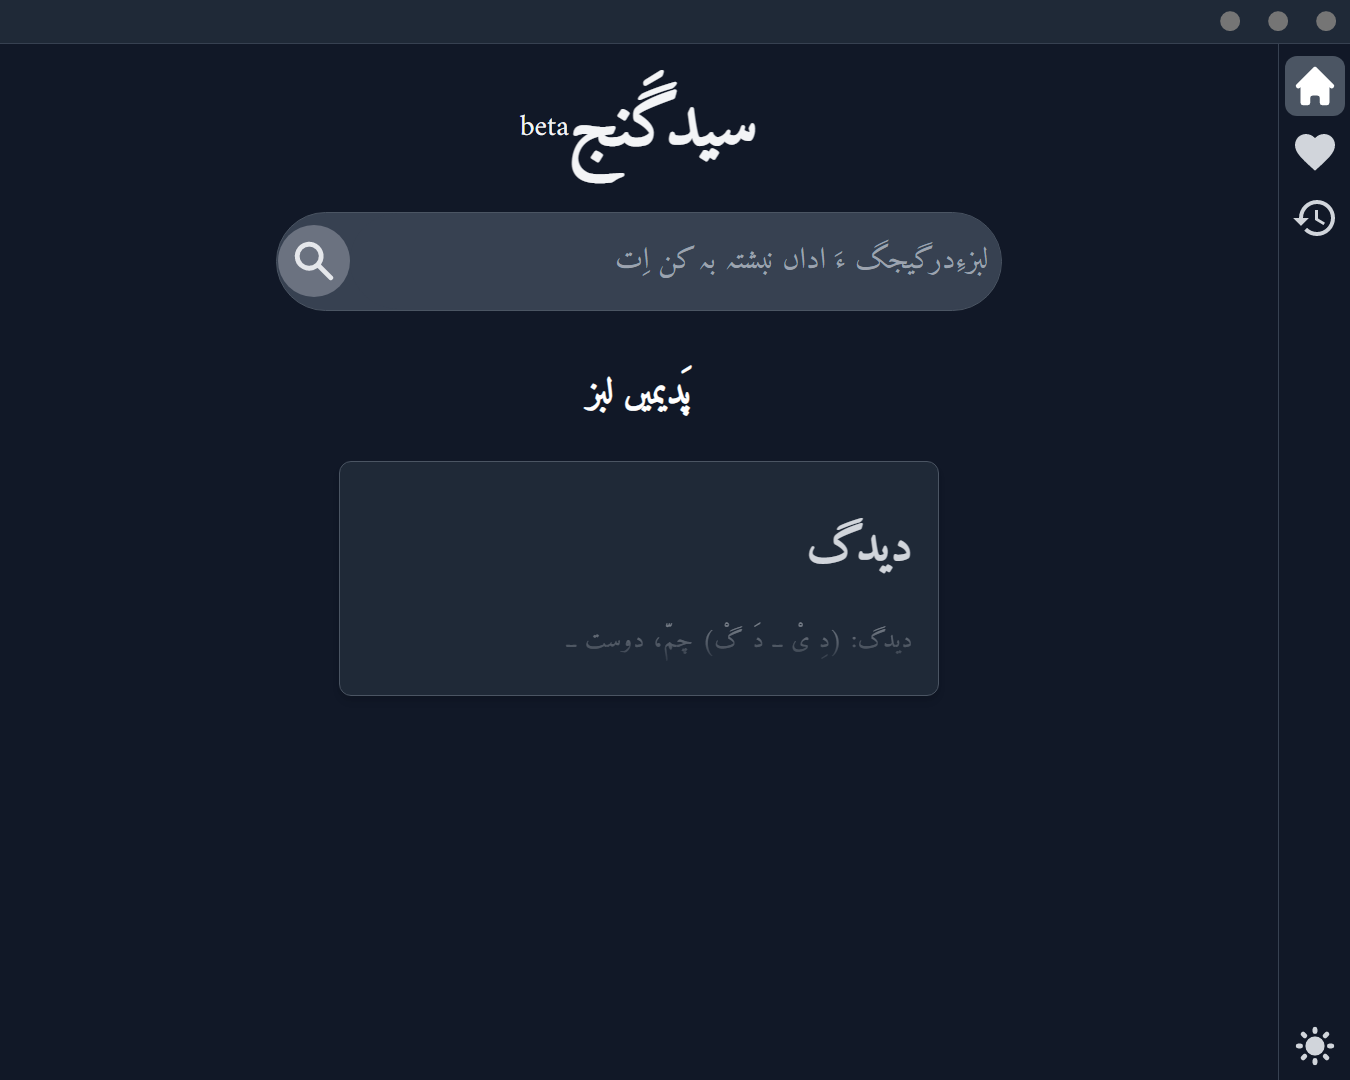 سیدگَنج beta
لبزءِ درگیجگ ءَ اداں نبشتہ بہ کن اِت
پَدیمیں لبز
دیدگ
دیدگ: (دِ یْ ـ دَ گْ) چمّ، دوست ـ